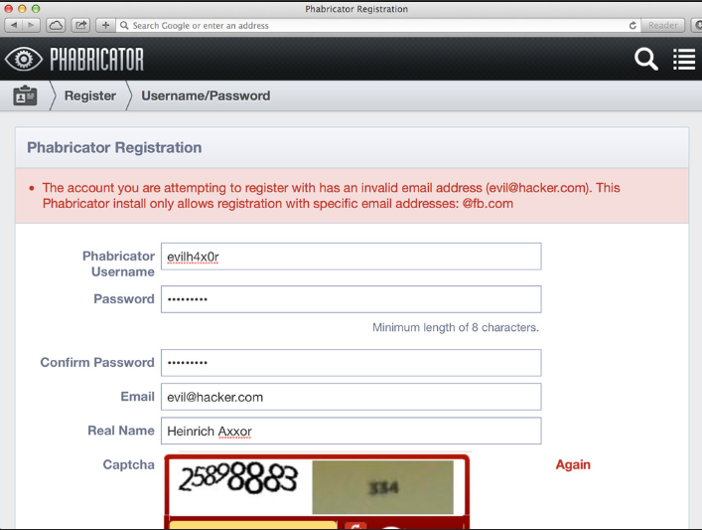 Phabricator Registration
Search Google or enter an address
Reader
PHABRICATOR
Register
Username/Password
Phabricator Registration
The account you are attempting to register with has an invalid email address (evil@hacker.com). This
Phabricator install only allows registration with specific email addresses: @fb.com
Phabricator
Username
evilh4x0r
Password
•••••••••
Minimum length of 8 characters.
Confirm Password
•••••••••
Email
evil@hacker.com
Real Name
Heinrich Axxor
Captcha
25898883
334
Again